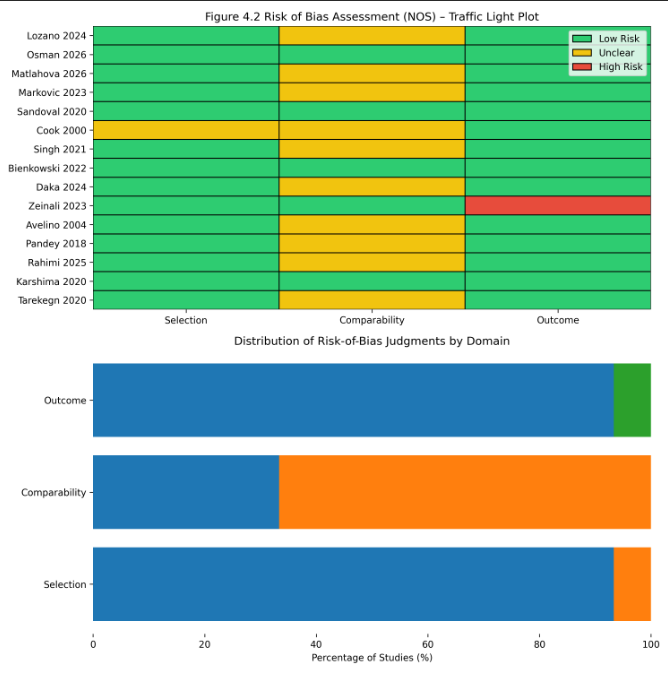 Figure 4.2 Risk of Bias Assessment (NOS) – Traffic Light Plot
Low Risk
Unclear
High Risk
Lozano 2024
Osman 2026
Matlahova 2026
Markovic 2023
Sandoval 2020
Cook 2000
Singh 2021
Bienkowski 2022
Daka 2024
Zeinali 2023
Avelino 2004
Pandey 2018
Rahimi 2025
Karshima 2020
Tarekegn 2020
Selection Comparability Outcome
Distribution of Risk-of-Bias Judgments by Domain
Outcome
Comparability
Selection
0 20 40 60 80 100
Percentage of Studies (%)